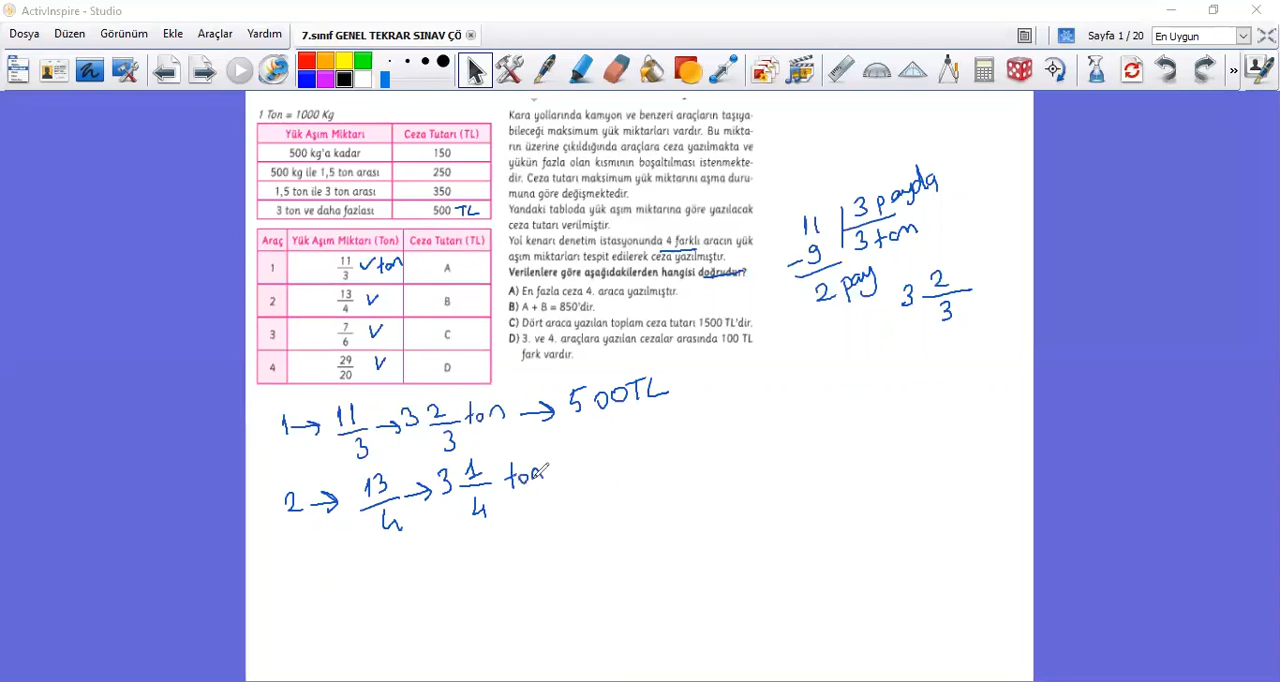 ActivInspire - Studio
Dosya Düzen Görünüm Ekle Araçlar Yardım 7.sınıf GENEL TEKRAR SINAV ÇÖ Sayfa 1 / 20 En Uygun
1 Ton = 1000 Kg
Yük Aşım Miktarı Ceza Tutarı (TL)
500 kg'a kadar 150
500 kg ile 1,5 ton arası 250
1,5 ton ile 3 ton arası 350
3 ton ve daha fazlası 500 TL
Araç Yük Aşım Miktarı (Ton) Ceza Tutarı (TL)
1 11/3 ✓ ton A
2 13/4 ✓ B
3 7/6 ✓ C
4 29/20 ✓ D
Kara yollarında kamyon ve benzeri araçların taşıya-
bileceği maksimum yük miktarları vardır. Bu mikta-
rın üzerine çıkıldığında araçlara ceza yazılmakta ve
yükün fazla olan kısmının boşaltılması istenmekte-
dir. Ceza tutarı maksimum yük miktarını aşma duru-
muna göre değişmektedir.
Yandaki tabloda yük aşım miktarına göre yazılacak
ceza tutarı verilmiştir.
Yol kenarı denetim istasyonunda 4 farklı aracın yük
aşım miktarları tespit edilerek ceza yazılmıştır.
Verilenlere göre aşağıdakilerden hangisi doğrudur?
A) En fazla ceza 4. araca yazılmıştır.
B) A + B = 850'dir.
C) Dört araca yazılan toplam ceza tutarı 1500 TL'dir.
D) 3. ve 4. araçlara yazılan cezalar arasında 100 TL
fark vardır.
11 3 payda
- 9 3 ton
2 pay 3 2/3
1 → 11/3 → 3 2/3 ton → 500TL
2 → 13/4 → 3 1/4 ton